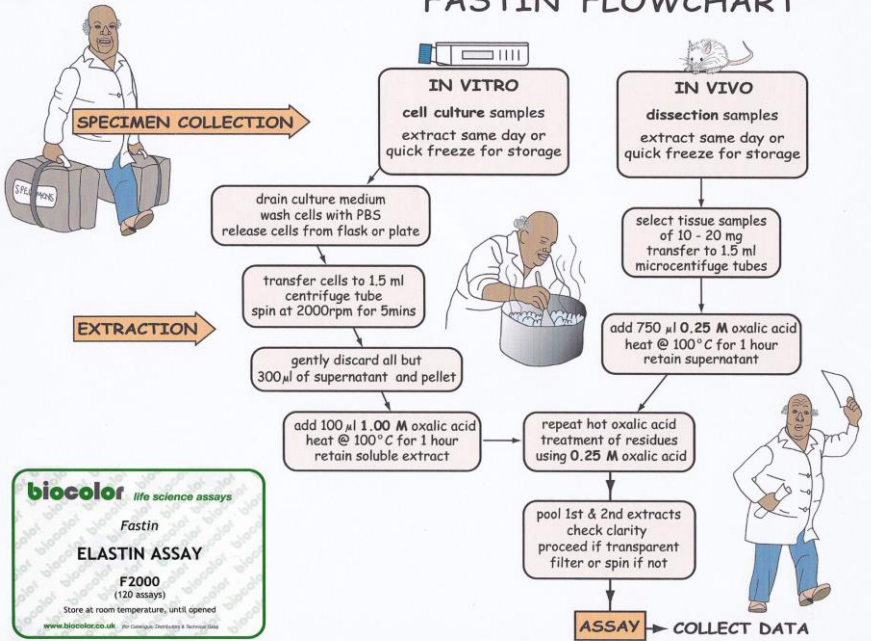 FASTIN FLOWCHART
SPECIMEN COLLECTION
IN VITRO
cell culture samples
extract same day or
quick freeze for storage
IN VIVO
dissection samples
extract same day or
quick freeze for storage
drain culture medium
wash cells with PBS
release cells from flask or plate
select tissue samples
of 10 - 20 mg
transfer to 1.5 ml
microcentifuge tubes
EXTRACTION
transfer cells to 1.5 ml
centrifuge tube
spin at 2000rpm for 5mins
add 750 µl 0.25 M oxalic acid
heat @ 100°C for 1 hour
retain supernatant
gently discard all but
300µl of supernatant and pellet
add 100µl 1.00 M oxalic acid
heat @ 100°C for 1 hour
retain soluble extract
repeat hot oxalic acid
treatment of residues
using 0.25 M oxalic acid
pool 1st & 2nd extracts
check clarity
proceed if transparent
filter or spin if not
ASSAY
COLLECT DATA
biocolor life science assays
Fastin
ELASTIN ASSAY
F2000
(120 assays)
Store at room temperature, until opened
www.biocolor.co.uk